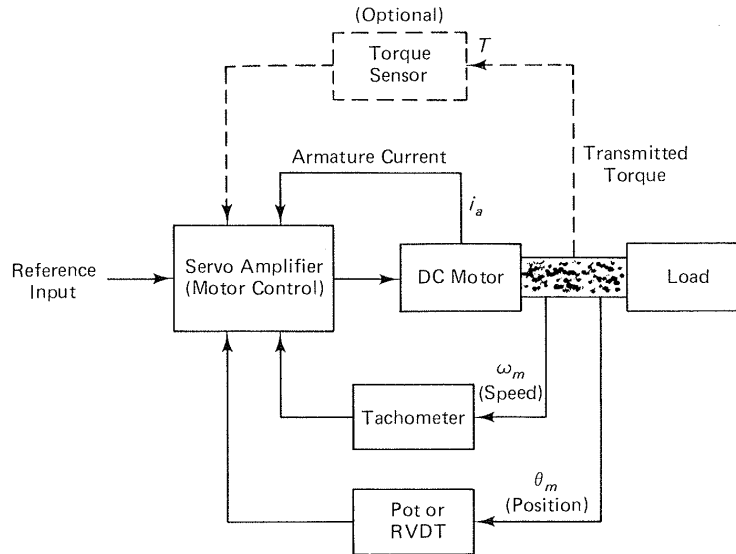 (Optional)
Torque
Sensor
T
Armature Current
Transmitted
Torque
i_a
Reference
Input
Servo Amplifier
(Motor Control)
DC Motor
Load
ω_m
(Speed)
Tachometer
θ_m
(Position)
Pot or
RVDT